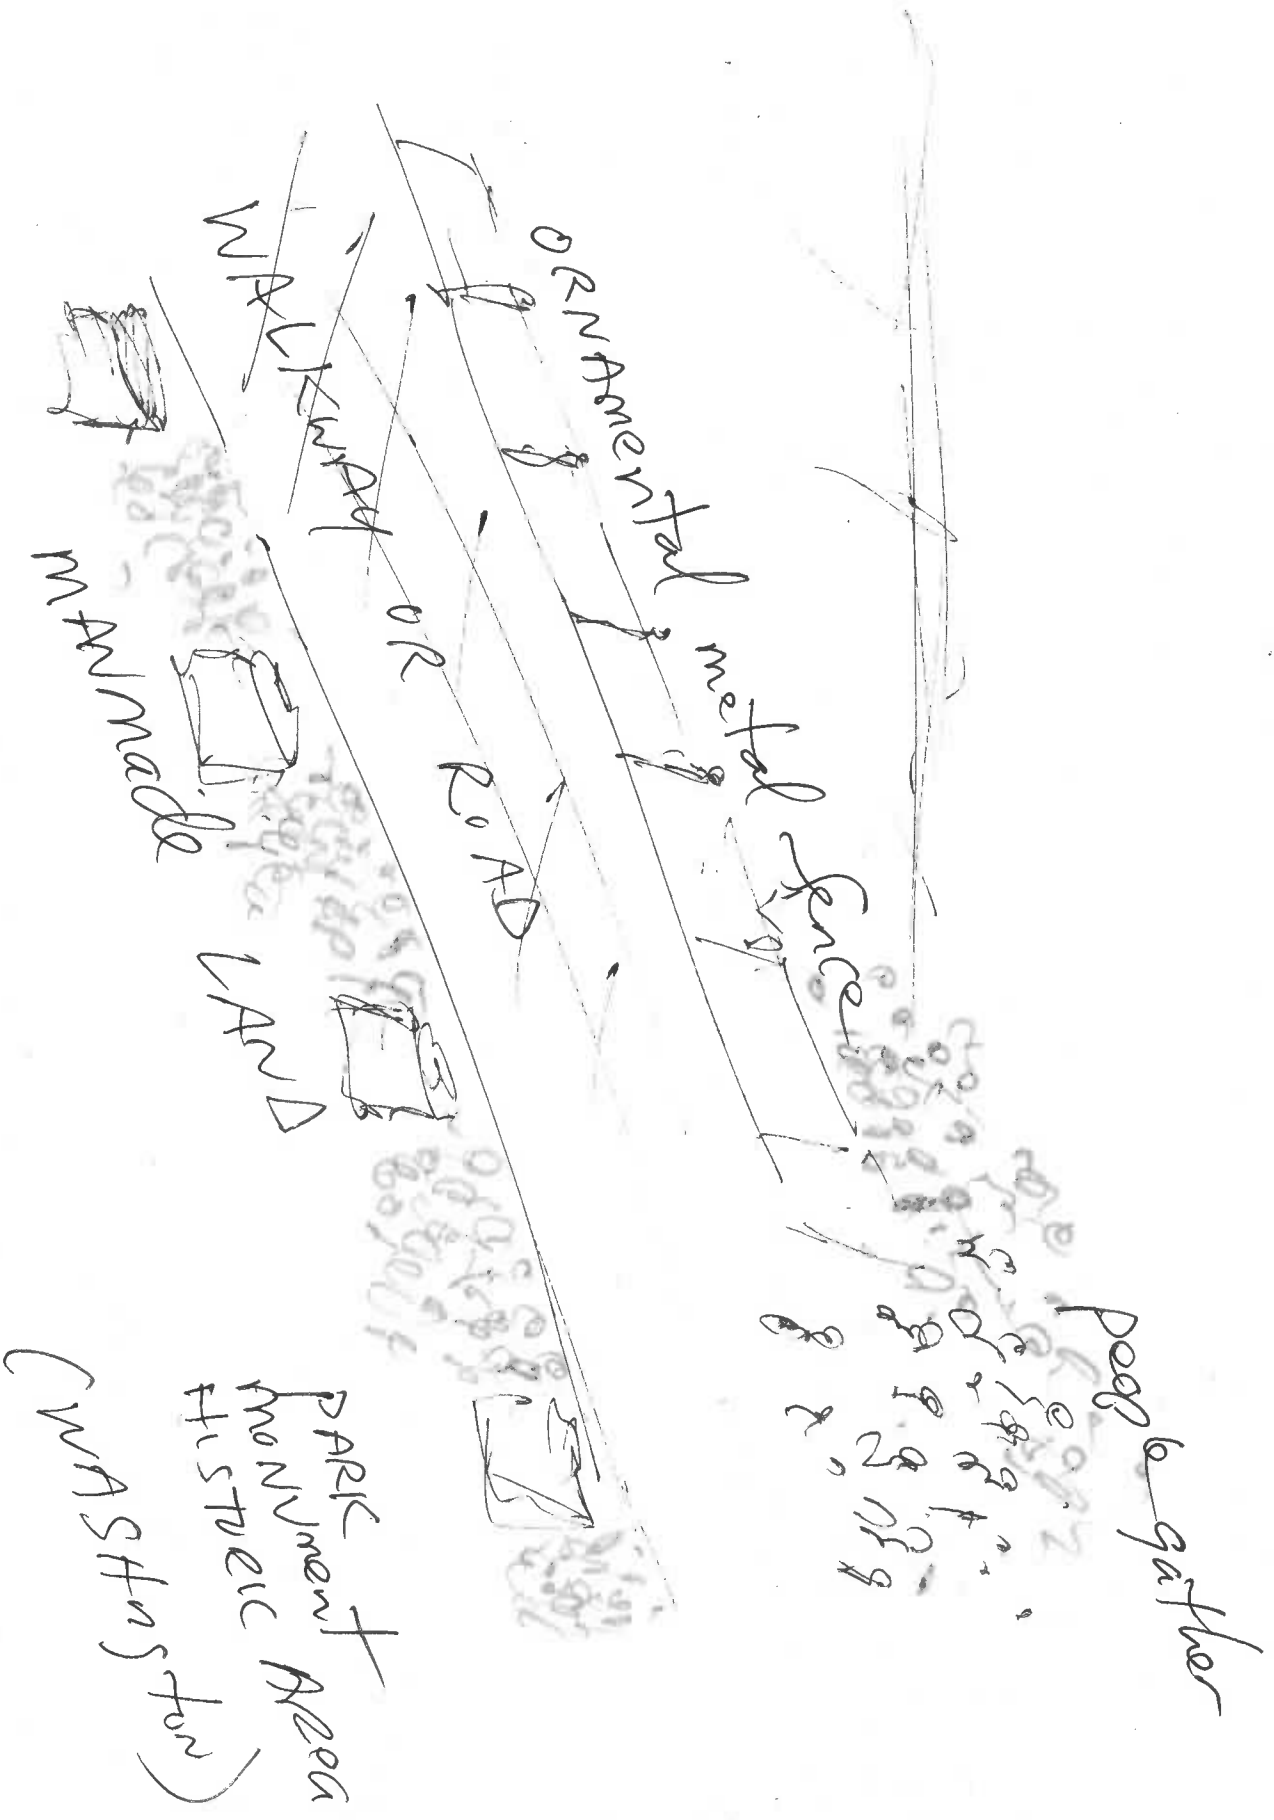 ORNAmental metal fence
people gather
WALKWAY OR ROAD
MANMade LAND
PARK
MONUmenT
HISTORIC AREA
(WASHINGTON)